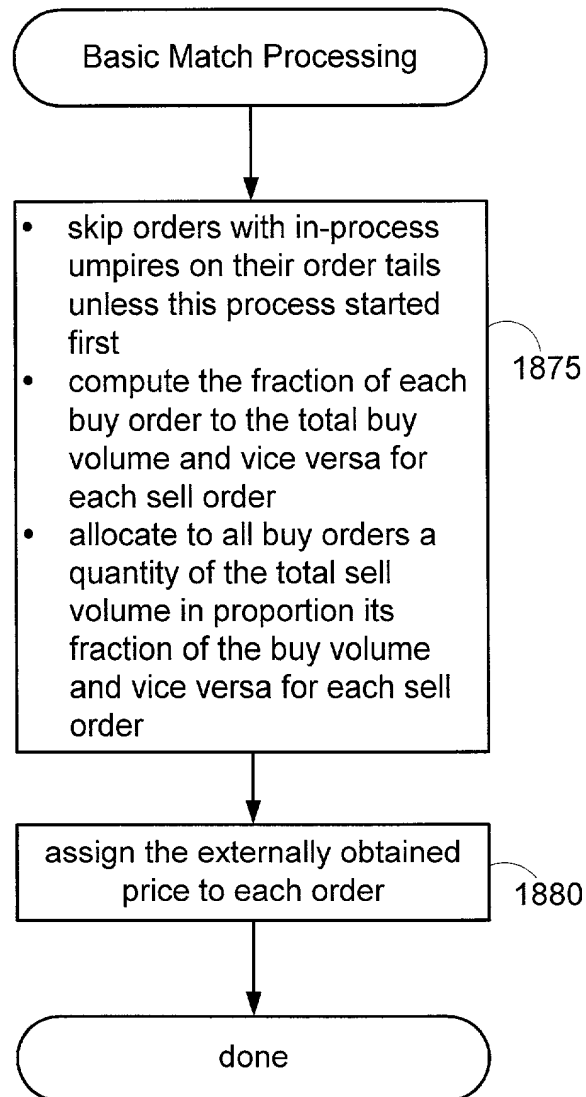 Basic Match Processing
• skip orders with in-process
umpires on their order tails
unless this process started
first
• compute the fraction of each
buy order to the total buy
volume and vice versa for
each sell order
• allocate to all buy orders a
quantity of the total sell
volume in proportion its
fraction of the buy volume
and vice versa for each sell
order
1875
assign the externally obtained
price to each order
1880
done